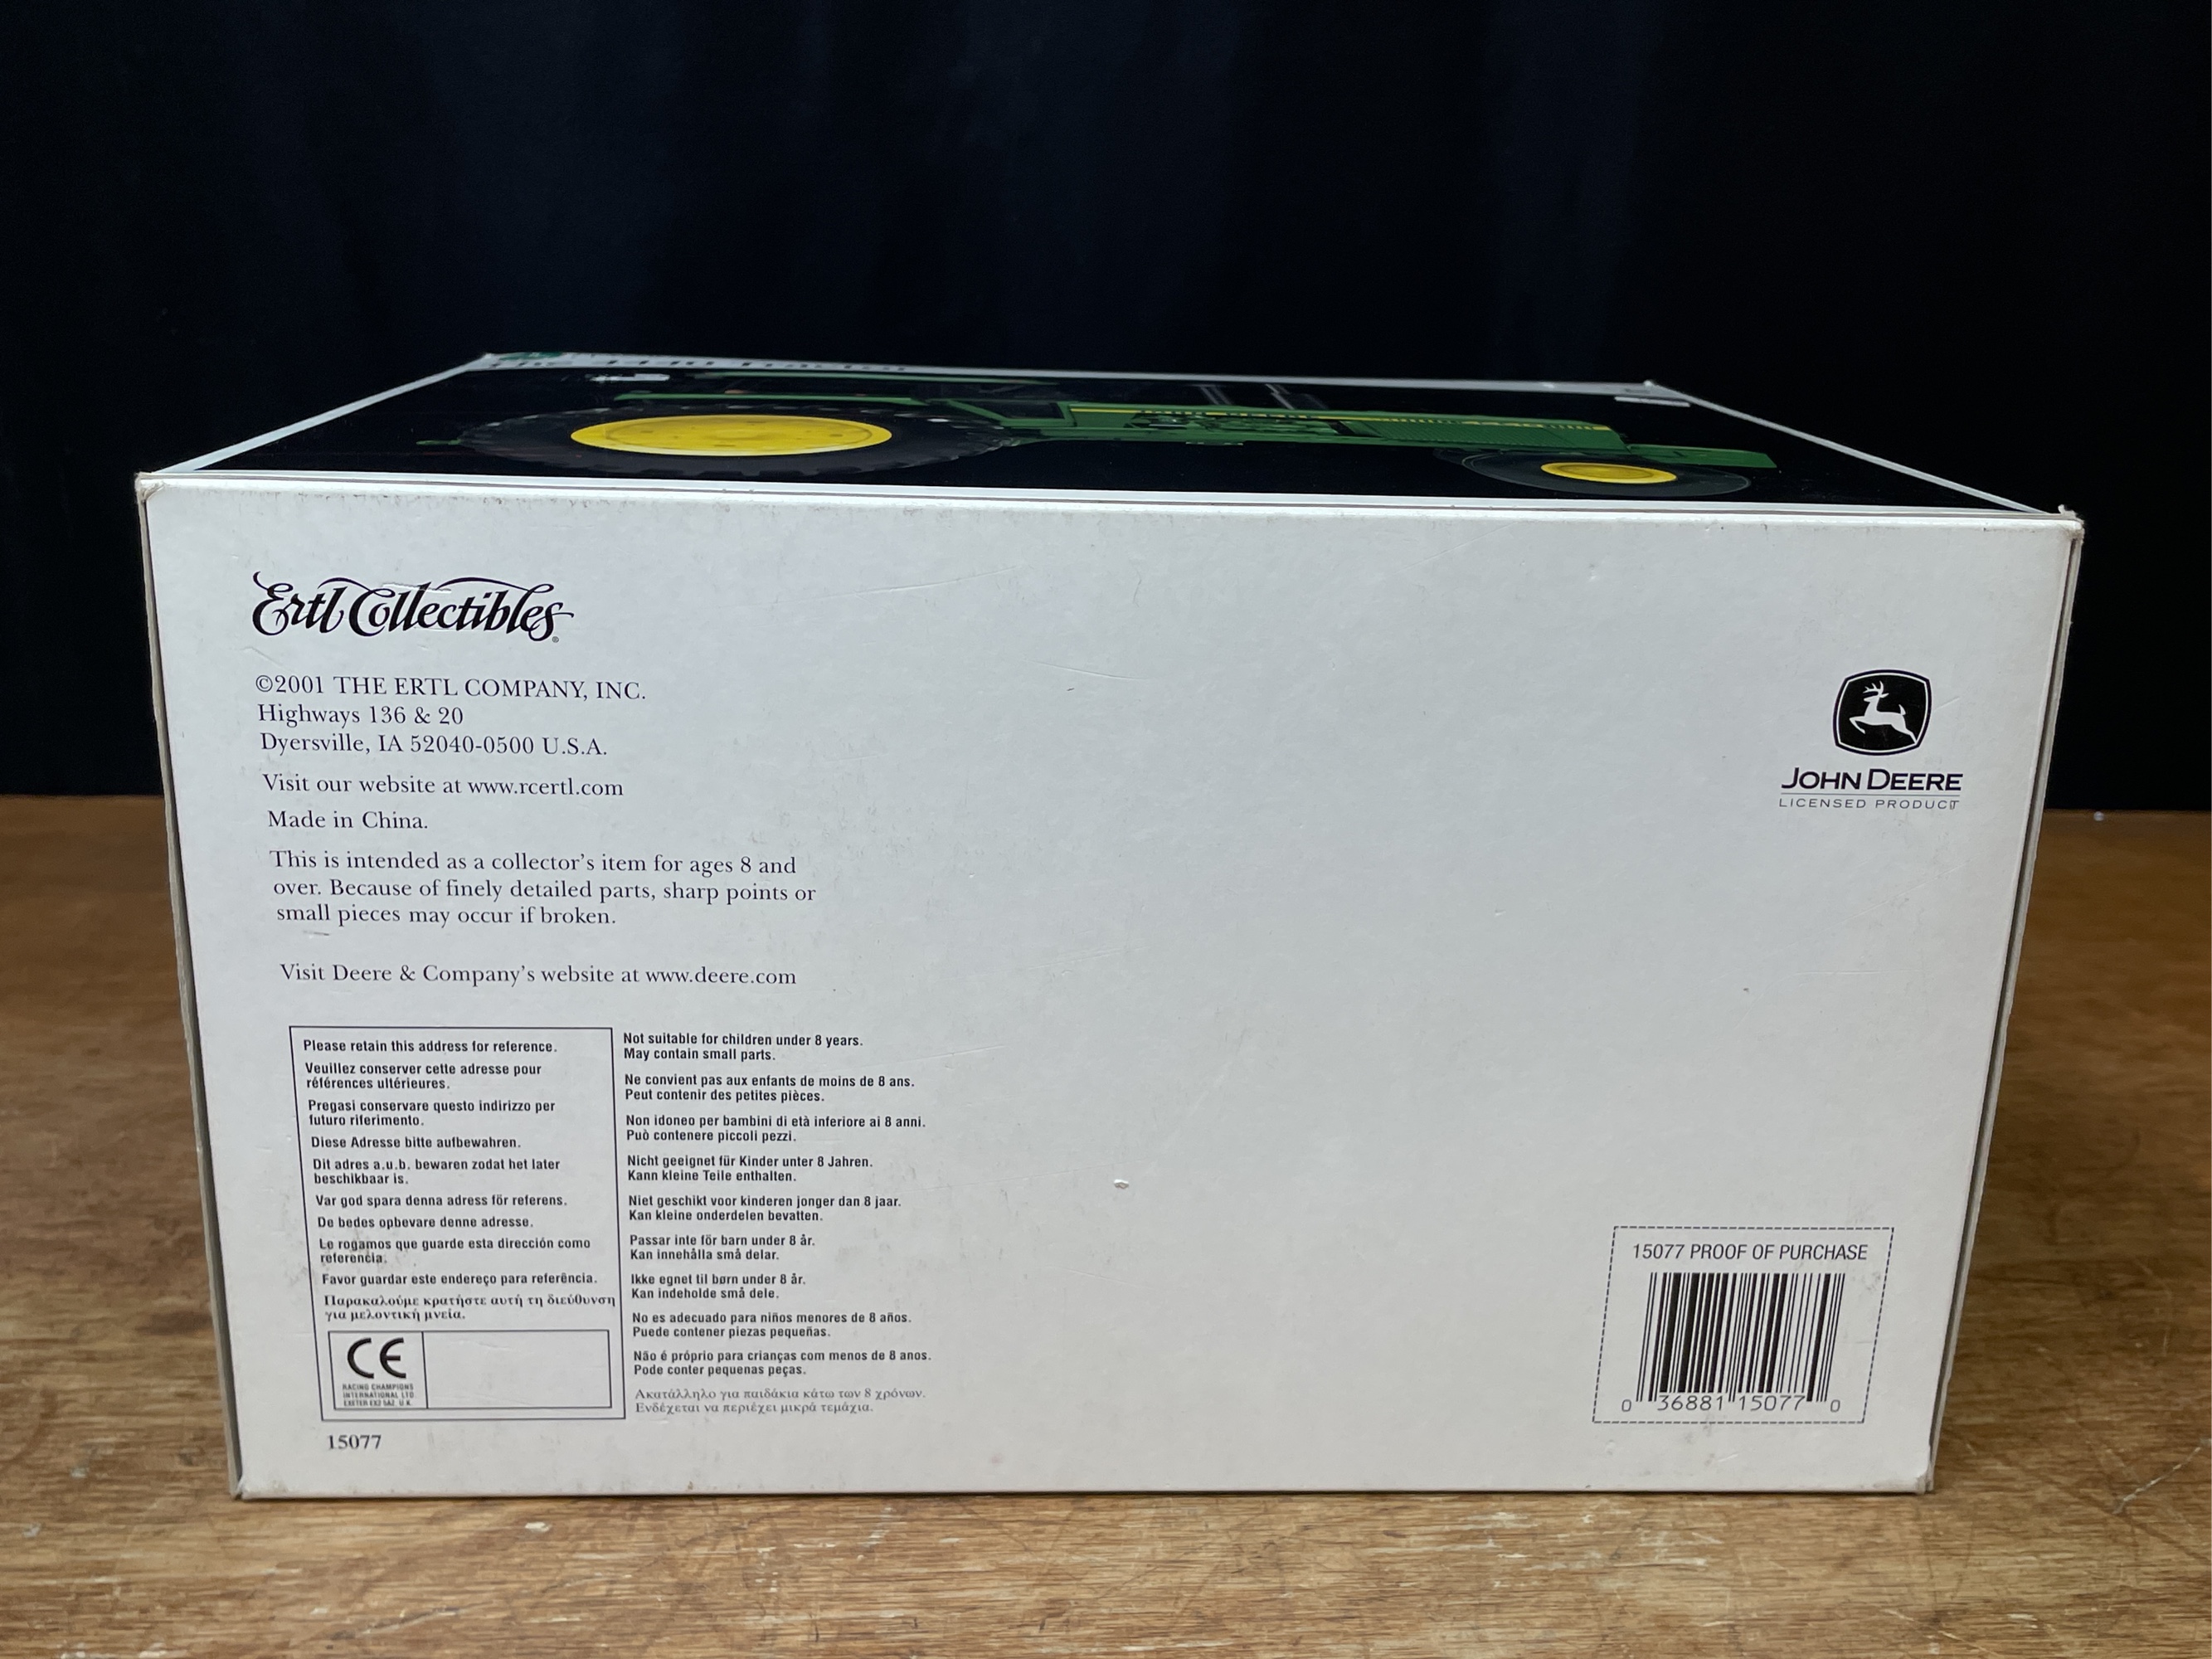 JOHN DEERE
4440
Ertl Collectibles®
©2001 THE ERTL COMPANY, INC.
Highways 136 & 20
Dyersville, IA 52040-0500 U.S.A.
Visit our website at www.rcertl.com
Made in China.
This is intended as a collector's item for ages 8 and
over. Because of finely detailed parts, sharp points or
small pieces may occur if broken.
Visit Deere & Company's website at www.deere.com
JOHN DEERE
LICENSED PRODUCT
Please retain this address for reference.
Veuillez conserver cette adresse pour
références ultérieures.
Pregasi conservare questo indirizzo per
futuro riferimento.
Diese Adresse bitte aufbewahren.
Dit adres a.u.b. bewaren zodat het later
beschikbaar is.
Var god spara denna adress för referens.
De bedes opbevare denne adresse.
Le rogamos que guarde esta dirección como
referencia.
Favor guardar este endereço para referência.
Παρακαλούμε κρατήστε αυτή τη διεύθυνση
για μελοντική μνεία.
CE
RACING CHAMPIONS
INTERNATIONAL LTD.
EXETER EX2 U.K.
15077
Not suitable for children under 8 years.
May contain small parts.
Ne convient pas aux enfants de moins de 8 ans.
Peut contenir des petites pièces.
Non idoneo per bambini di età inferiore ai 8 anni.
Può contenere piccoli pezzi.
Nicht geeignet für Kinder unter 8 Jahren.
Kann kleine Teile enthalten.
Niet geschikt voor kinderen jonger dan 8 jaar.
Kan kleine onderdelen bevatten.
Passar inte för barn under 8 år.
Kan innehålla små delar.
Ikke egnet til børn under 8 år.
Kan indeholde små dele.
No es adecuado para niños menores de 8 años.
Puede contener piezas pequeñas.
Não é próprio para crianças com menos de 8 anos.
Pode conter pequenas peças.
Ακατάλληλο για παιδάκια κάτω των 8 χρόνων.
Ενδέχεται να περιέχει μικρά τεμάχια.
15077 PROOF OF PURCHASE
0 36881 15077 0